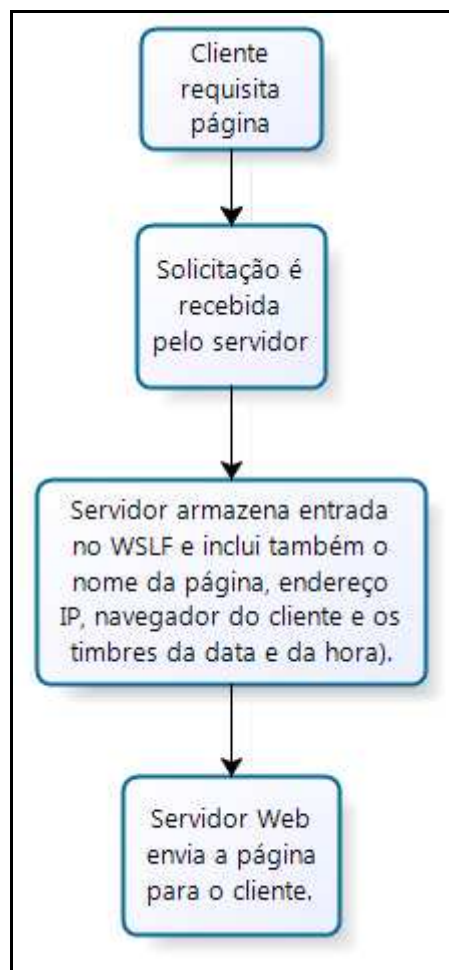 Cliente
requisita
página
Solicitação é
recebida
pelo servidor
Servidor armazena entrada
no WSLF e inclui também o
nome da página, endereço
IP, navegador do cliente e os
timbres da data e da hora).
Servidor Web
envia a página
para o cliente.